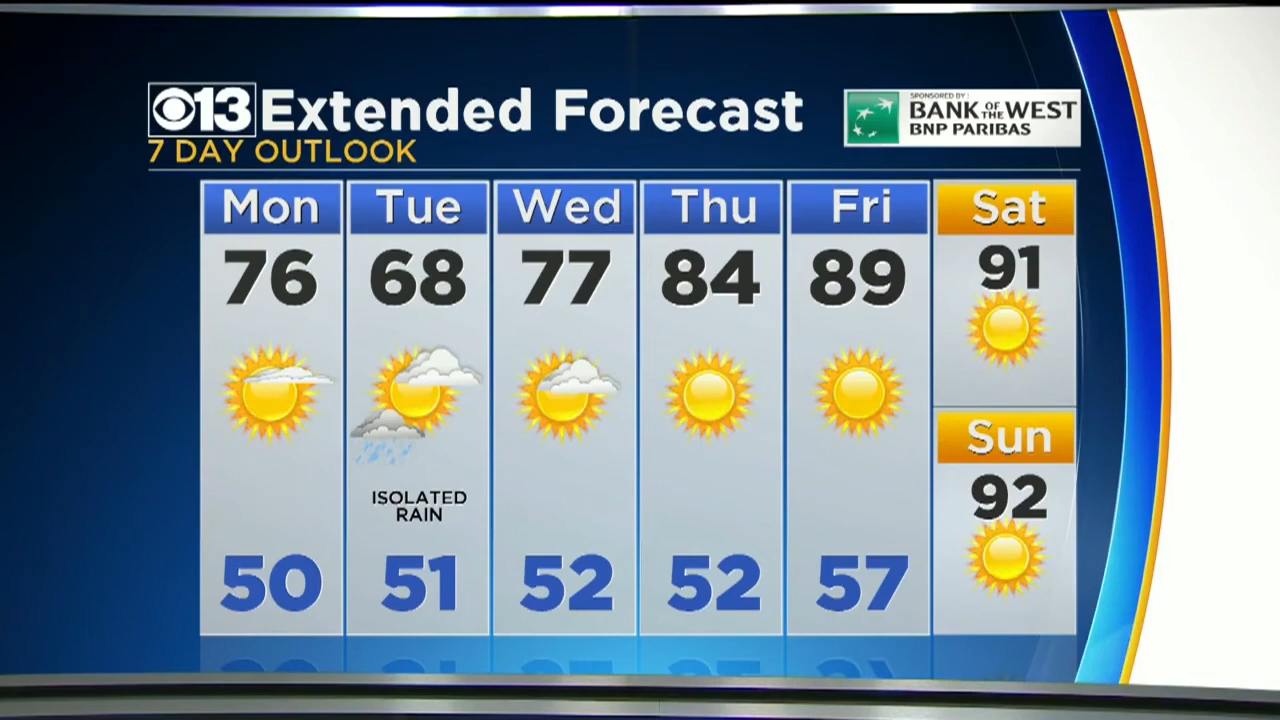 13 Extended Forecast
7 DAY OUTLOOK
SPONSORED BY:
BANK OF THE WEST
BNP PARIBAS
Mon Tue Wed Thu Fri Sat
76 68 77 84 89 91
Sun
92
ISOLATED
RAIN
50 51 52 52 57